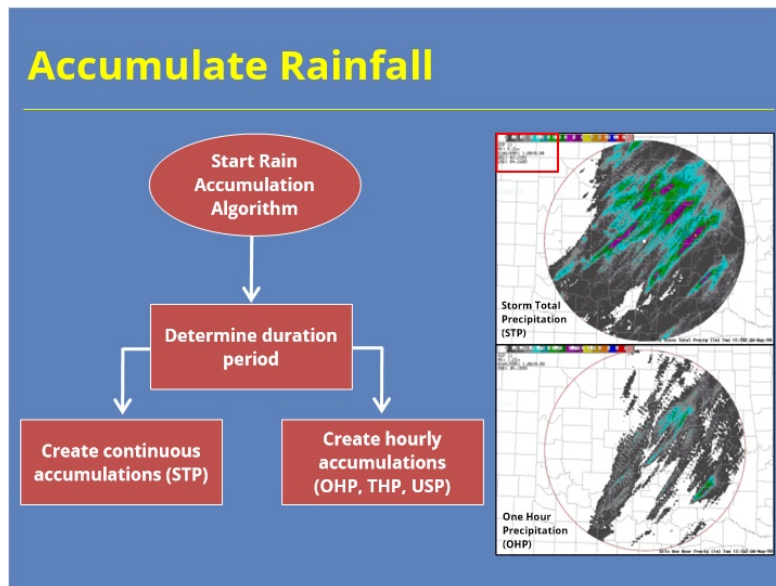 Accumulate Rainfall
Start Rain
Accumulation
Algorithm
Determine duration
period
Create continuous
accumulations (STP)
Create hourly
accumulations
(OHP, THP, USP)
Storm Total
Precipitation
(STP)
One Hour
Precipitation
(OHP)